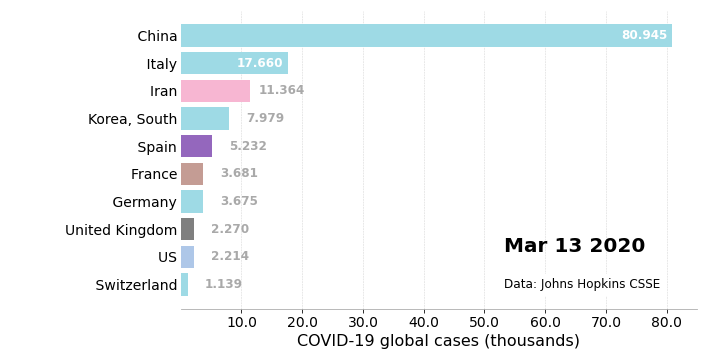 China 80.945
Italy 17.660
Iran 11.364
Korea, South 7.979
Spain 5.232
France 3.681
Germany 3.675
United Kingdom 2.270
US 2.214
Switzerland 1.139
Mar 13 2020
Data: Johns Hopkins CSSE
10.0 20.0 30.0 40.0 50.0 60.0 70.0 80.0
COVID-19 global cases (thousands)